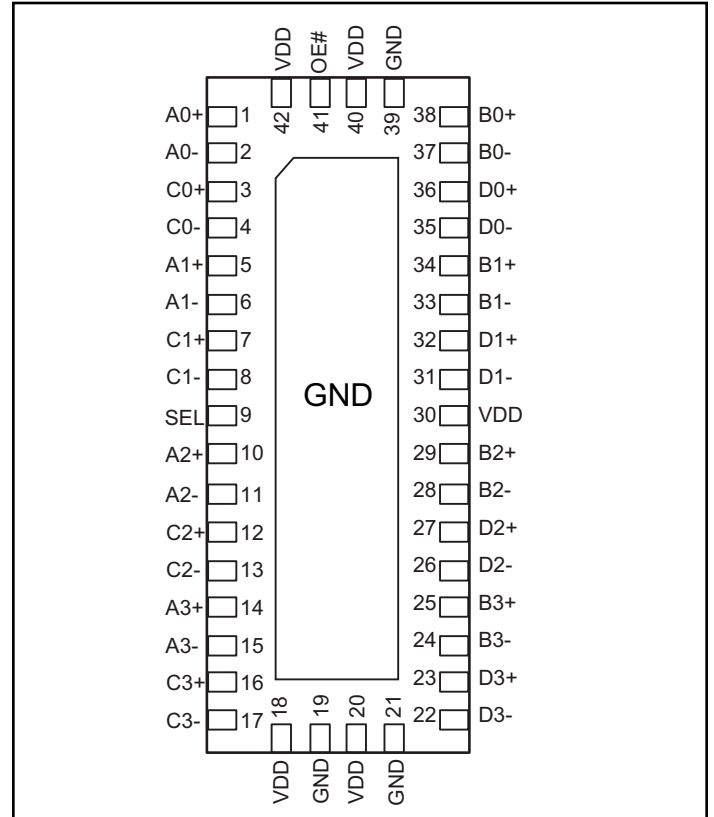 VDD OE# VDD GND
42 41 40 39
A0+ 1 38 B0+
A0- 2 37 B0-
C0+ 3 36 D0+
C0- 4 35 D0-
A1+ 5 34 B1+
A1- 6 33 B1-
C1+ 7 32 D1+
C1- 8 31 D1-
GND
SEL 9 30 VDD
A2+ 10 29 B2+
A2- 11 28 B2-
C2+ 12 27 D2+
C2- 13 26 D2-
A3+ 14 25 B3+
A3- 15 24 B3-
C3+ 16 23 D3+
C3- 17 22 D3-
18 19 20 21
VDD GND VDD GND